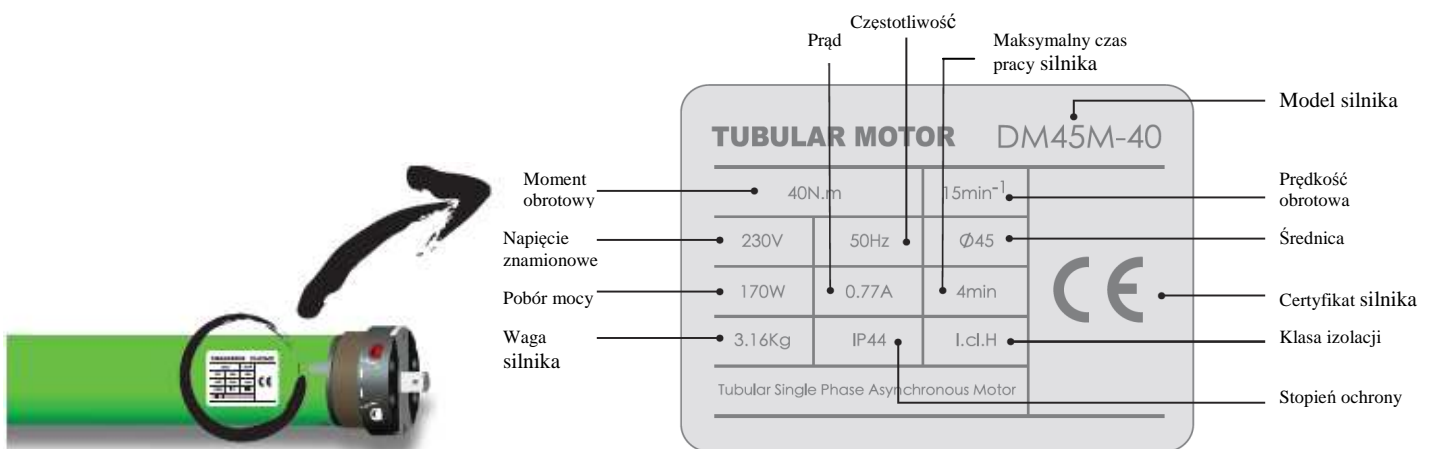 Częstotliwość
Prąd
Maksymalny czas
pracy silnika
Model silnika
TUBULAR MOTOR DM45M-40
Moment
obrotowy
40N.m
15min⁻¹
Prędkość
obrotowa
Napięcie
znamionowe
230V
50Hz
Ø45
Średnica
Pobór mocy
170W
0.77A
4min
CE
Certyfikat silnika
Waga
silnika
3.16Kg
IP44
I.cl.H
Klasa izolacji
Tubular Single Phase Asynchronous Motor
Stopień ochrony